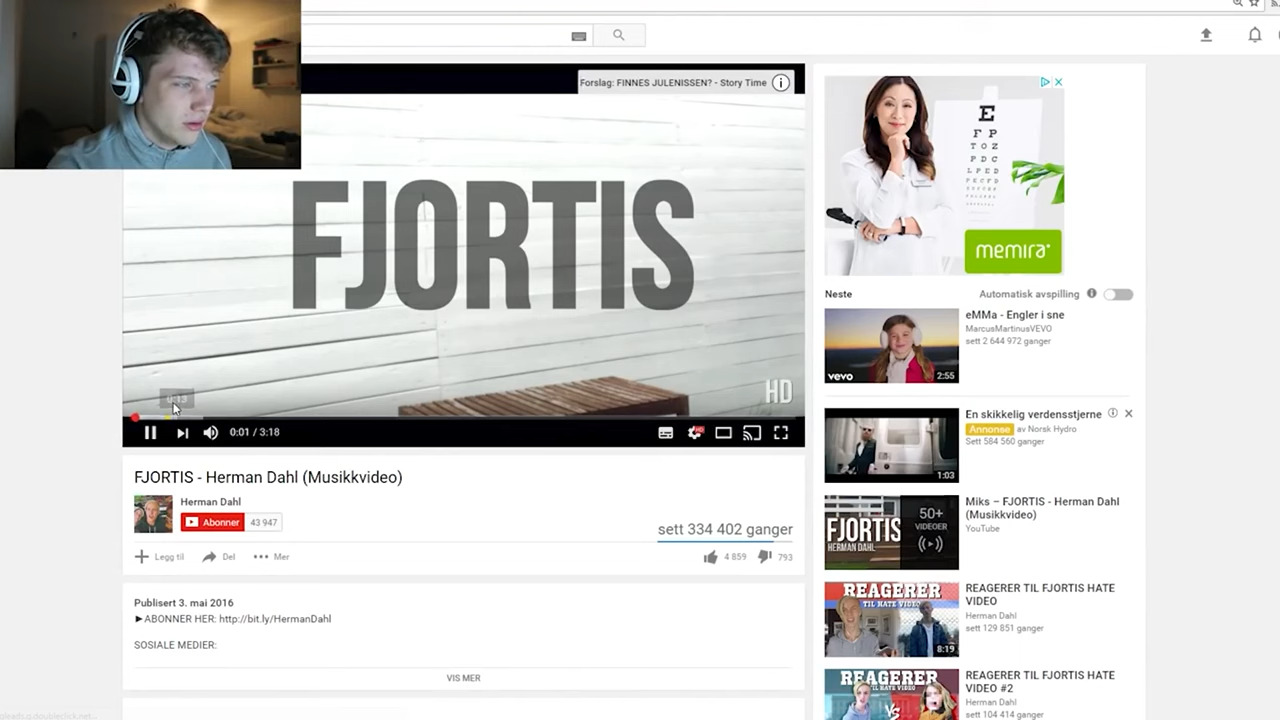 Forslag: FINNES JULENISSEN? - Story Time
FJORTIS
HD
0:13
0:01 / 3:18
FJORTIS - Herman Dahl (Musikkvideo)
Herman Dahl
Abonner 43 947
sett 334 402 ganger
Legg til Del Mer
4 859 793
Publisert 3. mai 2016
►ABONNER HER: http://bit.ly/HermanDahl
SOSIALE MEDIER:
VIS MER
E
F P
T O Z
L P E D
P E C F D
memira
Neste Automatisk avspilling
eMMa - Engler i sne
MarcusMartinusVEVO
sett 2 644 972 ganger
vevo 2:55
En skikkelig verdensstjerne
Annonse av Norsk Hydro
Sett 584 560 ganger
1:03
Miks – FJORTIS - Herman Dahl
(Musikkvideo)
YouTube
FJORTIS
HERMAN DAHL
50+
VIDEOER
REAGERER TIL FJORTIS HATE
VIDEO
Herman Dahl
sett 129 851 ganger
REAGERER
TIL HATE VIDEO
8:19
REAGERER TIL FJORTIS HATE
VIDEO #2
Herman Dahl
sett 104 414 ganger
REAGERER
TIL HATE VIDEO
VS